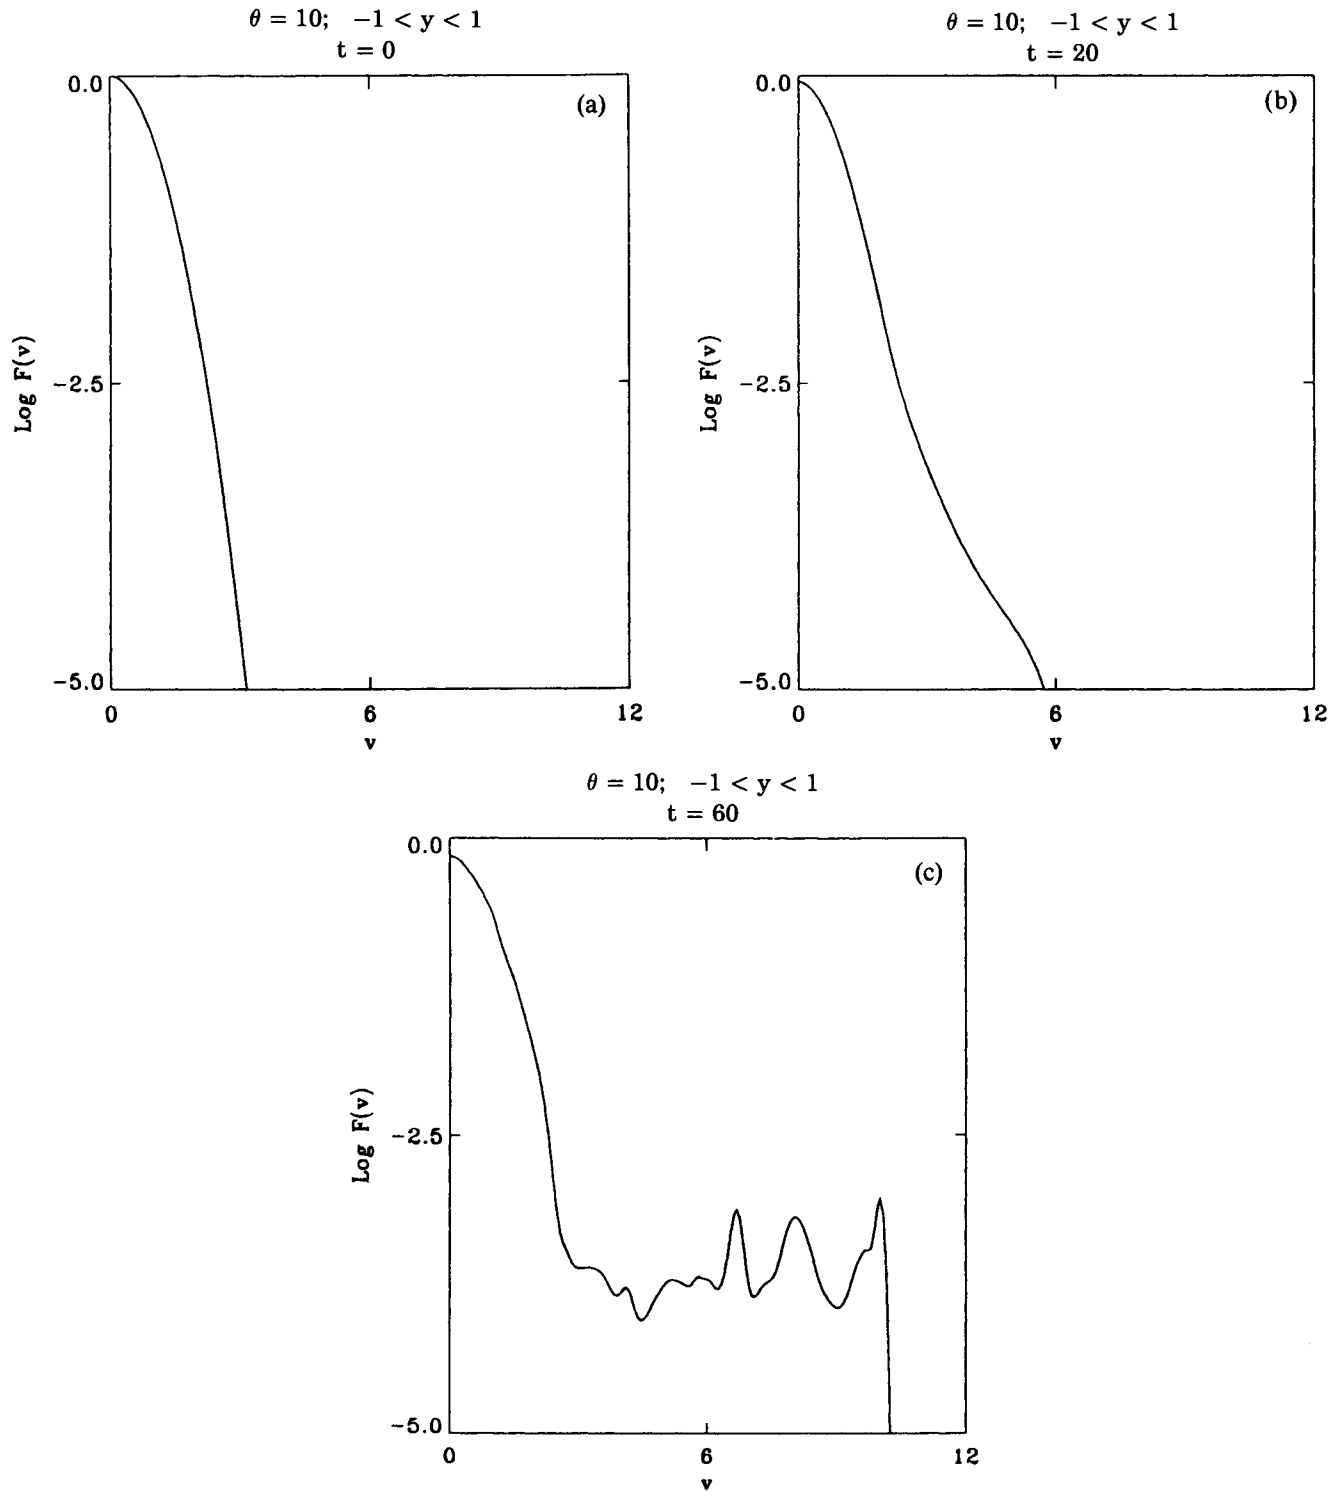 θ = 10; −1 < y < 1
t = 0
(a)
0.0
−2.5
−5.0
Log F(v)
0
6
12
v
θ = 10; −1 < y < 1
t = 20
(b)
0.0
−2.5
−5.0
Log F(v)
0
6
12
v
θ = 10; −1 < y < 1
t = 60
(c)
0.0
−2.5
−5.0
Log F(v)
0
6
12
v